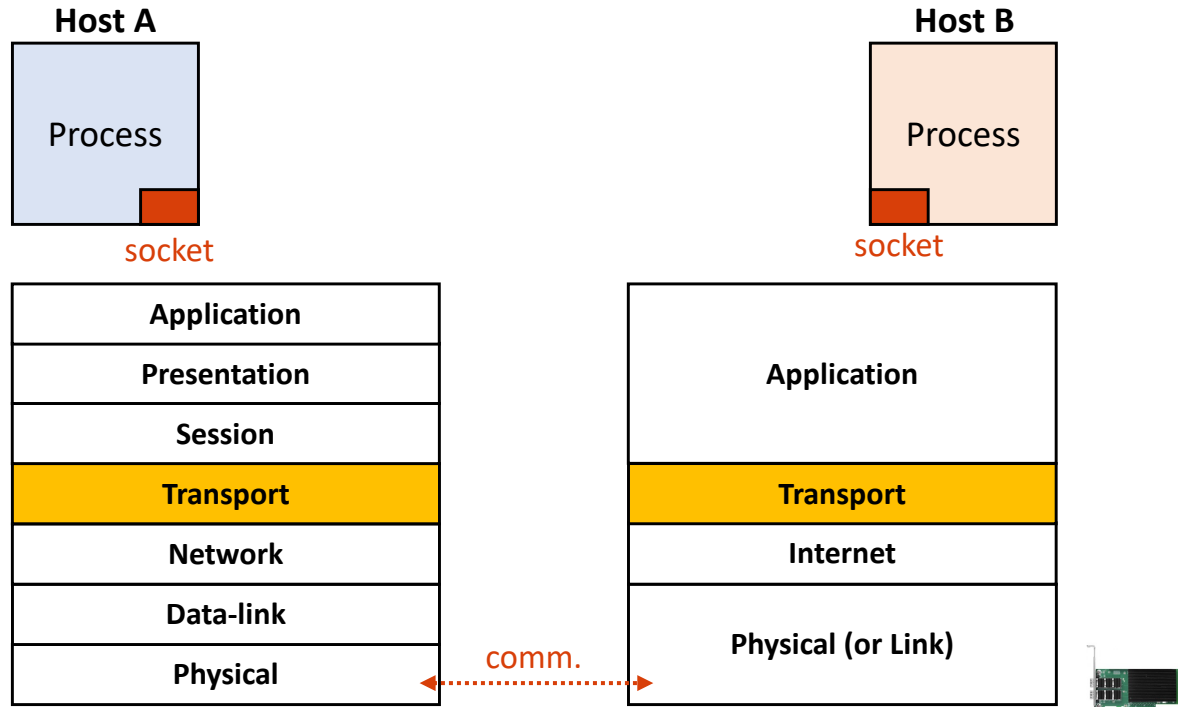 Host A
Host B
Process
Process
socket
socket
Application
Presentation
Session
Transport
Network
Data-link
Physical
Application
Transport
Internet
Physical (or Link)
comm.